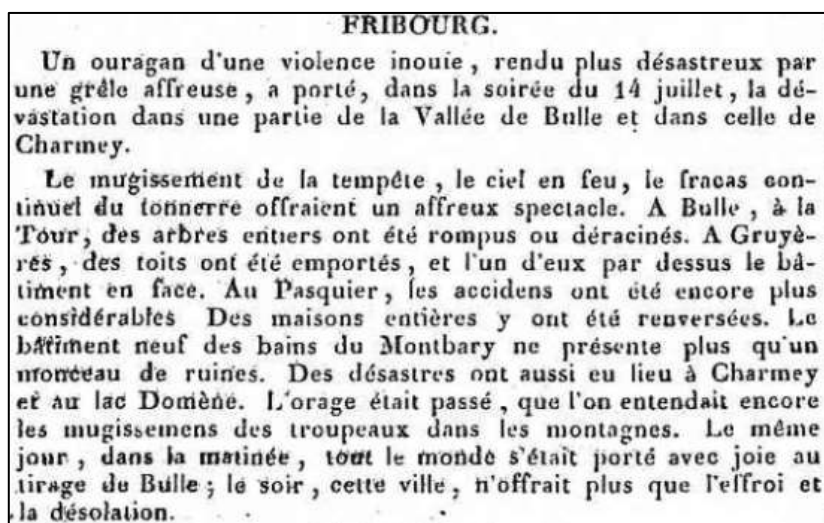 FRIBOURG.
Un ouragan d'une violence inouie, rendu plus désastreux par
une grêle affreuse, a porté, dans la soirée du 14 juillet, la dé-
vastation dans une partie de la Vallée de Bulle et dans celle de
Charmey.
Le mugissement de la tempête, le ciel en feu, le fracas con-
tinuel du tonnerre offraient un affreux spectacle. A Bulle, à la
Tour, des arbres entiers ont été rompus ou déracinés. A Gruyè-
res, des toits ont été emportés, et l'un d'eux par dessus le bâ-
timent en face. Au Pasquier, les accidens ont été encore plus
considérables Des maisons entières y ont été renversées. Le
bâtiment neuf des bains du Montbary ne présente plus qu'un
monceau de ruines. Des désastres ont aussi eu lieu à Charmey
et au lac Domène. L'orage était passé, que l'on entendait encore
les mugissemens des troupeaux dans les montagnes. Le même
jour, dans la matinée, tout le monde s'était porté avec joie au
tirage de Bulle; le soir, cette ville, n'offrait plus que l'effroi et
la désolation.